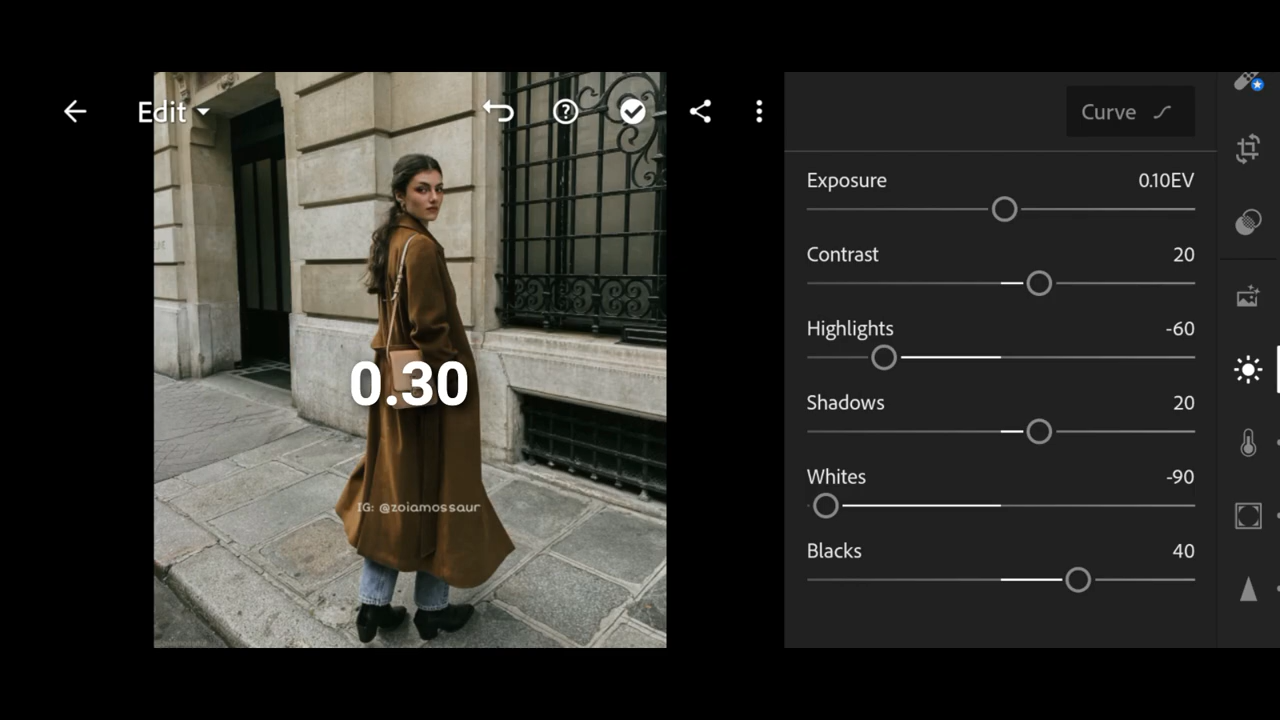 Edit
Curve
Exposure 0.10EV
Contrast 20
Highlights -60
Shadows 20
Whites -90
Blacks 40
0.30
IG: @zoiamossaur